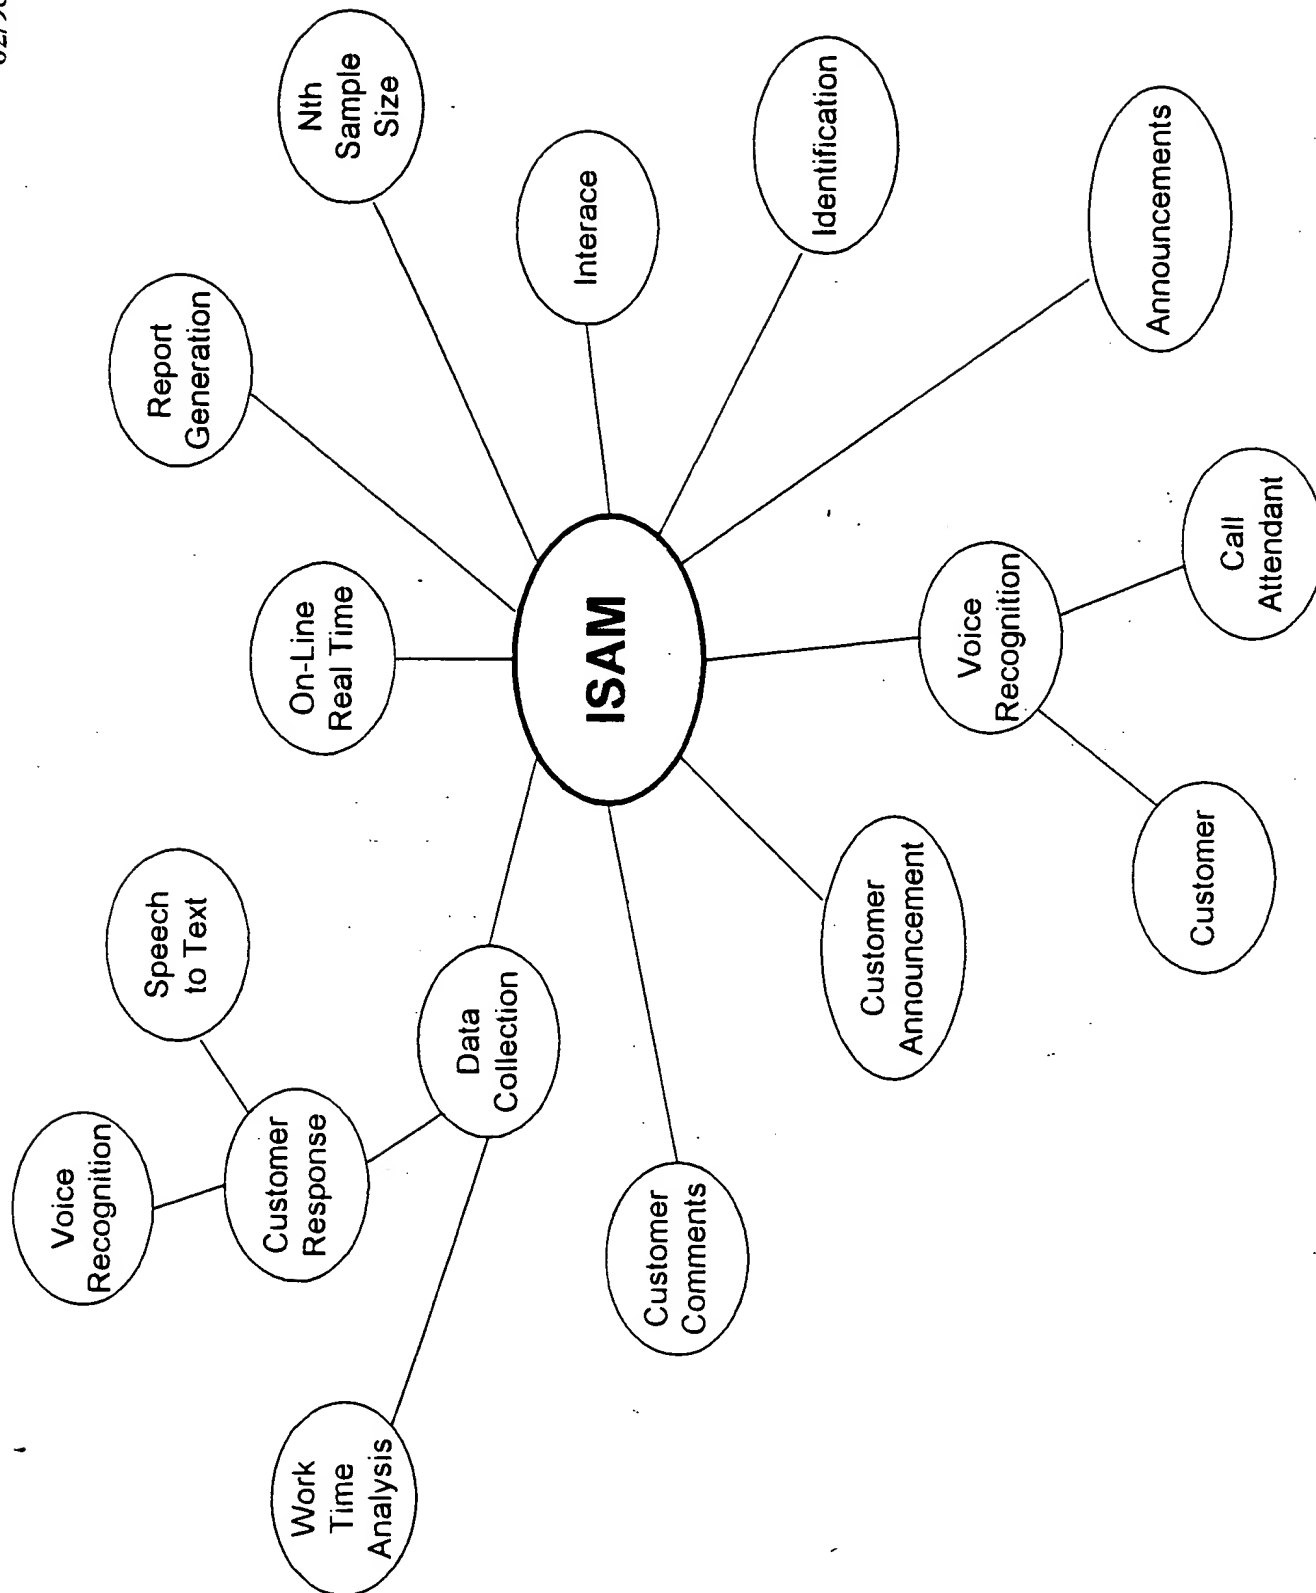 Voice
Recognition
Speech
to Text
Report
Generation
Customer
Response
On-Line
Real Time
Work
Time
Analysis
Nth
Sample
Size
Data
Collection
Interace
ISAM
Customer
Comments
Identification
Customer
Announcement
Voice
Recognition
Announcements
Customer
Call
Attendant